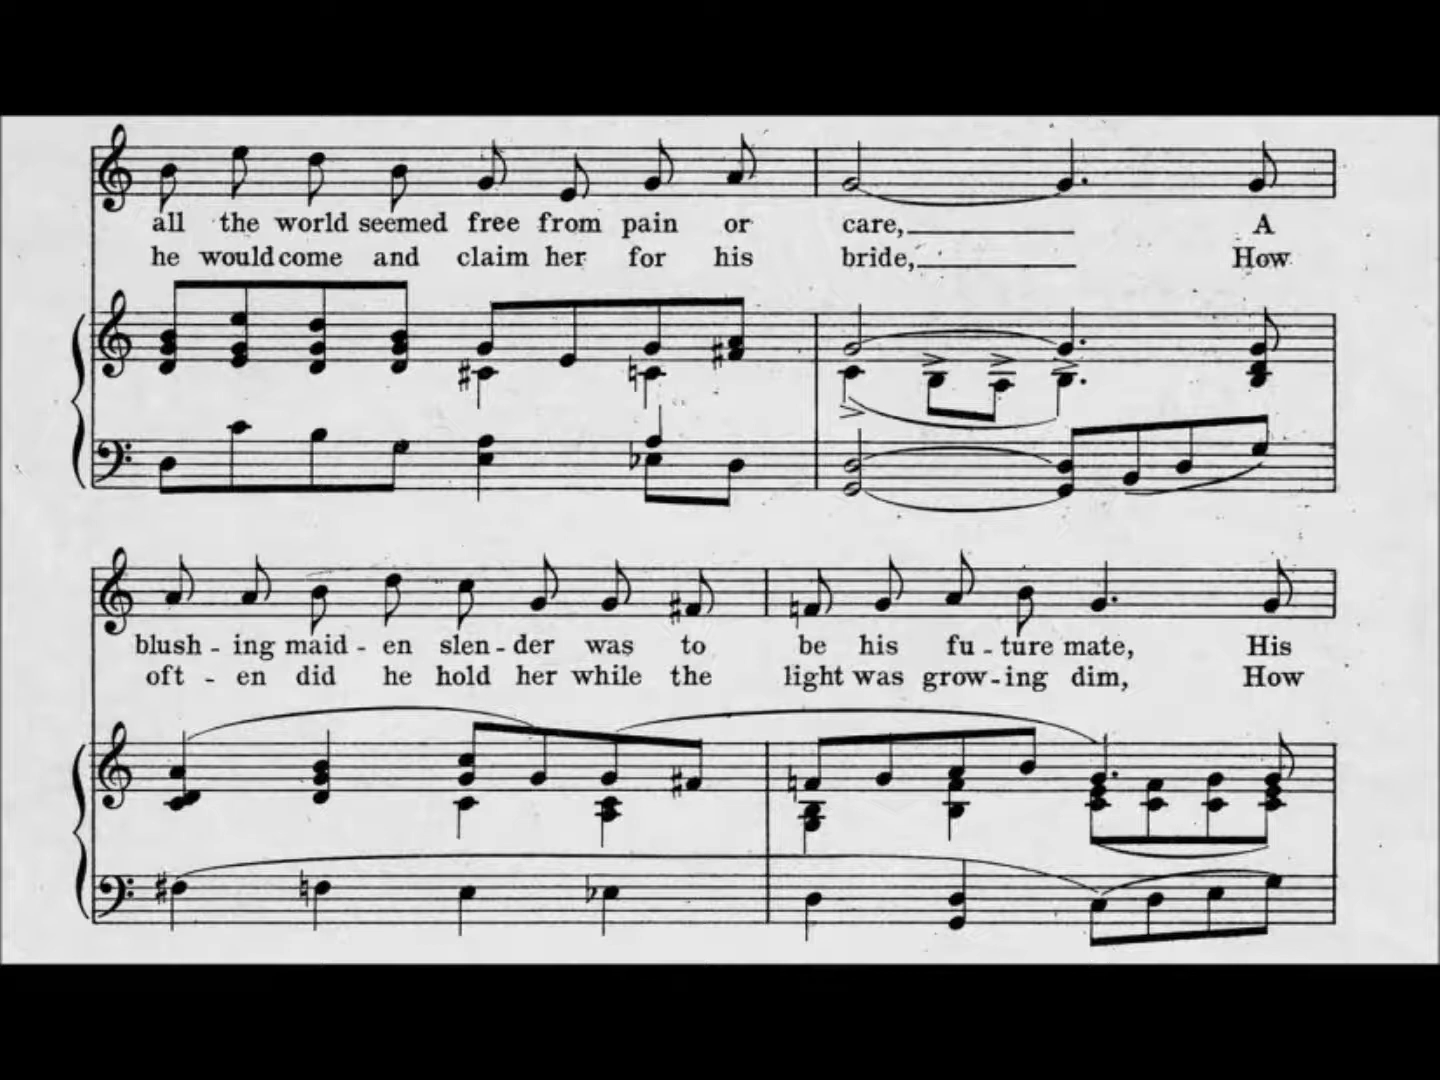 all the world seemed free from pain or care, A
he would come and claim her for his bride, How
blush - ing maid - en slen - der was to be his fu - ture mate, His
oft - en did he hold her while the light was grow - ing dim, How